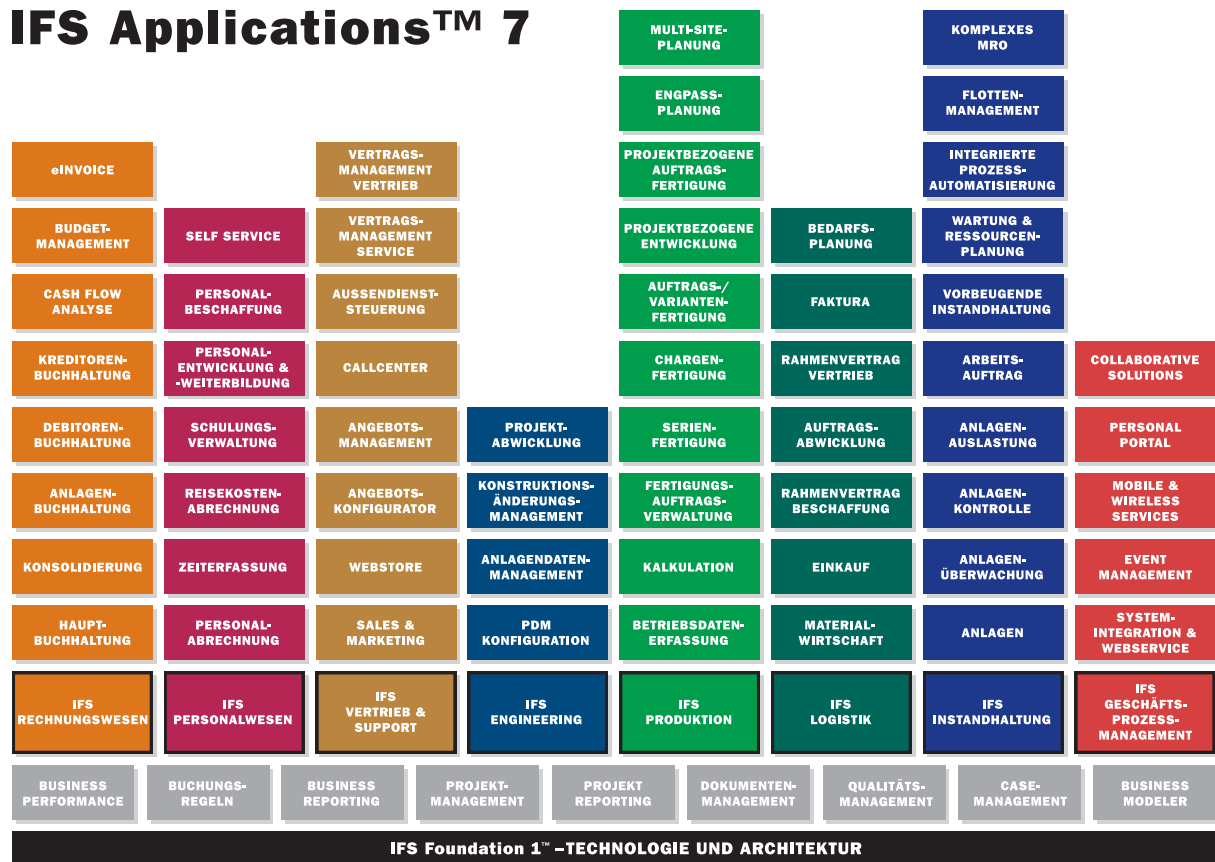 IFS Applications™ 7
MULTI-SITE-
PLANUNG
KOMPLEXES
MRO
ENGPASS-
PLANUNG
FLOTTEN-
MANAGEMENT
eINVOICE
VERTRAGS-
MANAGEMENT
VERTRIEB
PROJEKTBEZOGENE
AUFTRAGS-
FERTIGUNG
INTEGRIERTE
PROZESS-
AUTOMATISIERUNG
BUDGET-
MANAGEMENT
SELF SERVICE
VERTRAGS-
MANAGEMENT
SERVICE
PROJEKTBEZOGENE
ENTWICKLUNG
BEDARFS-
PLANUNG
WARTUNG &
RESSOURCEN-
PLANUNG
CASH FLOW
ANALYSE
PERSONAL-
BESCHAFFUNG
AUSSENDIENST-
STEUERUNG
AUFTRAGS-/
VARIANTEN-
FERTIGUNG
FAKTURA
VORBEUGENDE
INSTANDHALTUNG
KREDITOREN-
BUCHHALTUNG
PERSONAL-
ENTWICKLUNG &
-WEITERBILDUNG
CALLCENTER
CHARGEN-
FERTIGUNG
RAHMENVERTRAG
VERTRIEB
ARBEITS-
AUFTRAG
COLLABORATIVE
SOLUTIONS
DEBITOREN-
BUCHHALTUNG
SCHULUNGS-
VERWALTUNG
ANGEBOTS-
MANAGEMENT
PROJEKT-
ABWICKLUNG
SERIEN-
FERTIGUNG
AUFTRAGS-
ABWICKLUNG
ANLAGEN-
AUSLASTUNG
PERSONAL
PORTAL
ANLAGEN-
BUCHHALTUNG
REISEKOSTEN-
ABRECHNUNG
ANGEBOTS-
KONFIGURATOR
KONSTRUKTIONS-
ÄNDERUNGS-
MANAGEMENT
FERTIGUNGS-
AUFTRAGS-
VERWALTUNG
RAHMENVERTRAG
BESCHAFFUNG
ANLAGEN-
KONTROLLE
MOBILE &
WIRELESS
SERVICES
KONSOLIDIERUNG
ZEITERFASSUNG
WEBSTORE
ANLAGENDATEN-
MANAGEMENT
KALKULATION
EINKAUF
ANLAGEN-
ÜBERWACHUNG
EVENT
MANAGEMENT
HAUPT-
BUCHHALTUNG
PERSONAL-
ABRECHNUNG
SALES &
MARKETING
PDM
KONFIGURATION
BETRIEBSDATEN-
ERFASSUNG
MATERIAL-
WIRTSCHAFT
ANLAGEN
SYSTEM-
INTEGRATION &
WEBSERVICE
IFS
RECHNUNGSWESEN
IFS
PERSONALWESEN
IFS
VERTRIEB &
SUPPORT
IFS
ENGINEERING
IFS
PRODUKTION
IFS
LOGISTIK
IFS
INSTANDHALTUNG
IFS
GESCHÄFTS-
PROZESS-
MANAGEMENT
BUSINESS
PERFORMANCE
BUCHUNGS-
REGELN
BUSINESS
REPORTING
PROJEKT-
MANAGEMENT
PROJEKT
REPORTING
DOKUMENTEN-
MANAGEMENT
QUALITÄTS-
MANAGEMENT
CASE-
MANAGEMENT
BUSINESS
MODELER
IFS Foundation 1™ –TECHNOLOGIE UND ARCHITEKTUR